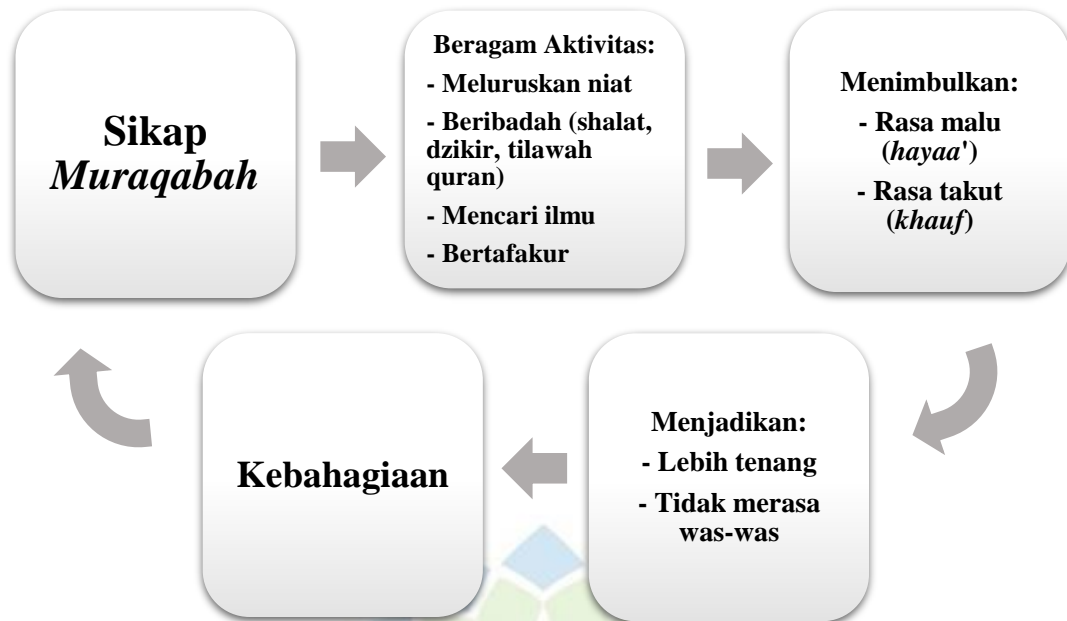 Sikap
Muraqabah
Beragam Aktivitas:
- Meluruskan niat
- Beribadah (shalat,
dzikir, tilawah
quran)
- Mencari ilmu
- Bertafakur
Menimbulkan:
- Rasa malu
(hayaa')
- Rasa takut
(khauf)
Menjadikan:
- Lebih tenang
- Tidak merasa
was-was
Kebahagiaan